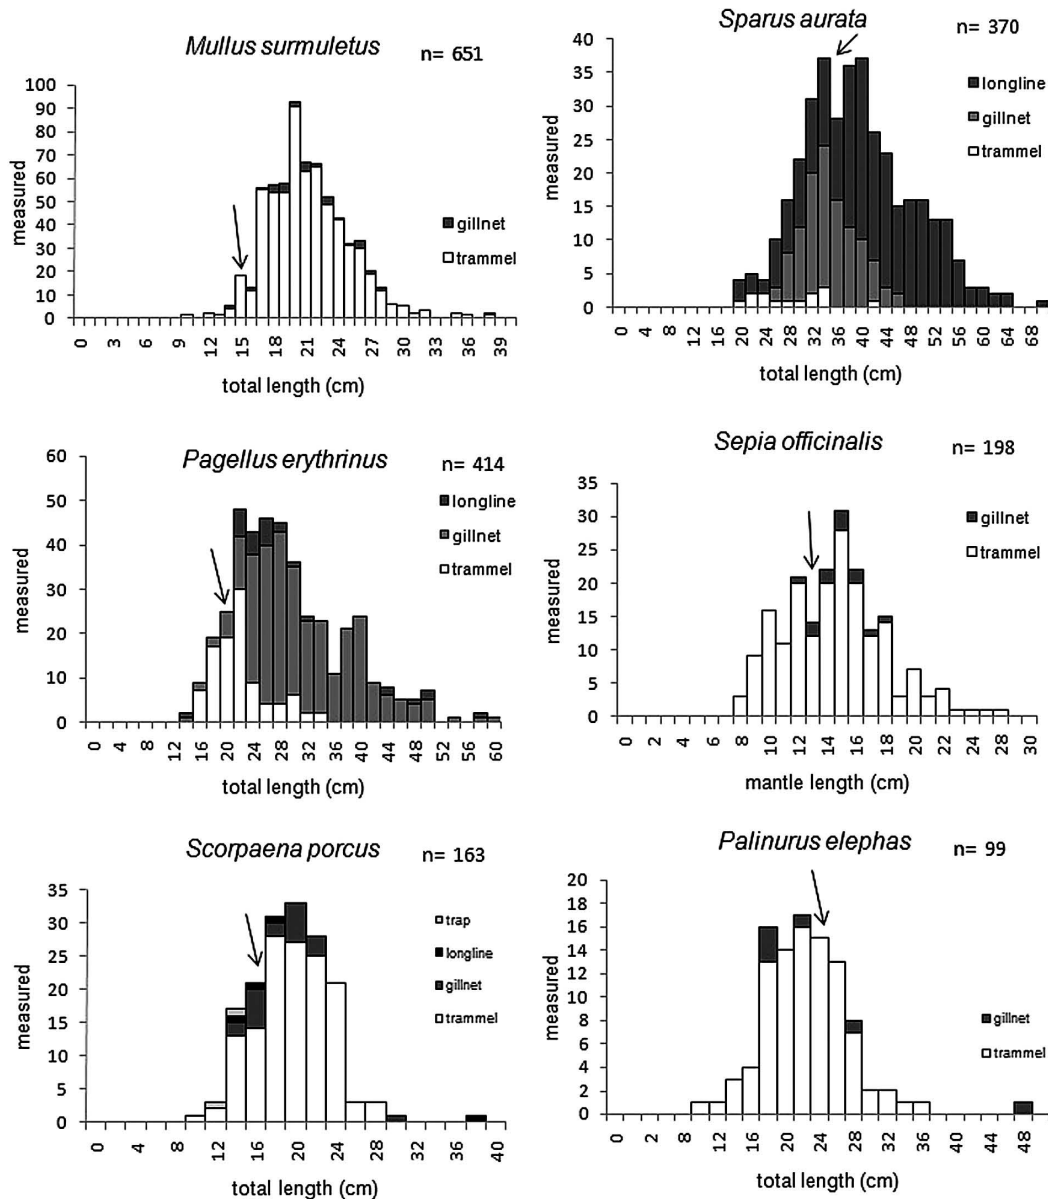 Mullus surmuletus
n= 651
100
90
80
70
60
50
40
30
20
10
0
measured
gillnet
trammel
0 3 6 9 12 15 18 21 24 27 30 33 36 39
total length (cm)
Sparus aurata
n= 370
40
35
30
25
20
15
10
5
0
measured
longline
gillnet
trammel
0 4 8 12 16 20 24 28 32 36 40 44 48 52 56 60 64 68
total length (cm)
Pagellus erythrinus
n= 414
60
50
40
30
20
10
0
measured
longline
gillnet
trammel
0 4 8 12 16 20 24 28 32 36 40 44 48 52 56 60
total length (cm)
Sepia officinalis
n= 198
35
30
25
20
15
10
5
0
measured
gillnet
trammel
0 2 4 6 8 10 12 14 16 18 20 22 24 28 30
mantle length (cm)
Scorpaena porcus
n= 163
35
30
25
20
15
10
5
0
measured
trap
longline
gillnet
trammel
0 4 8 12 16 20 24 28 32 36 40
total length (cm)
Palinurus elephas
n= 99
20
18
16
14
12
10
8
6
4
2
0
measured
gillnet
trammel
0 4 8 12 16 20 24 28 32 36 40 44 48
total length (cm)